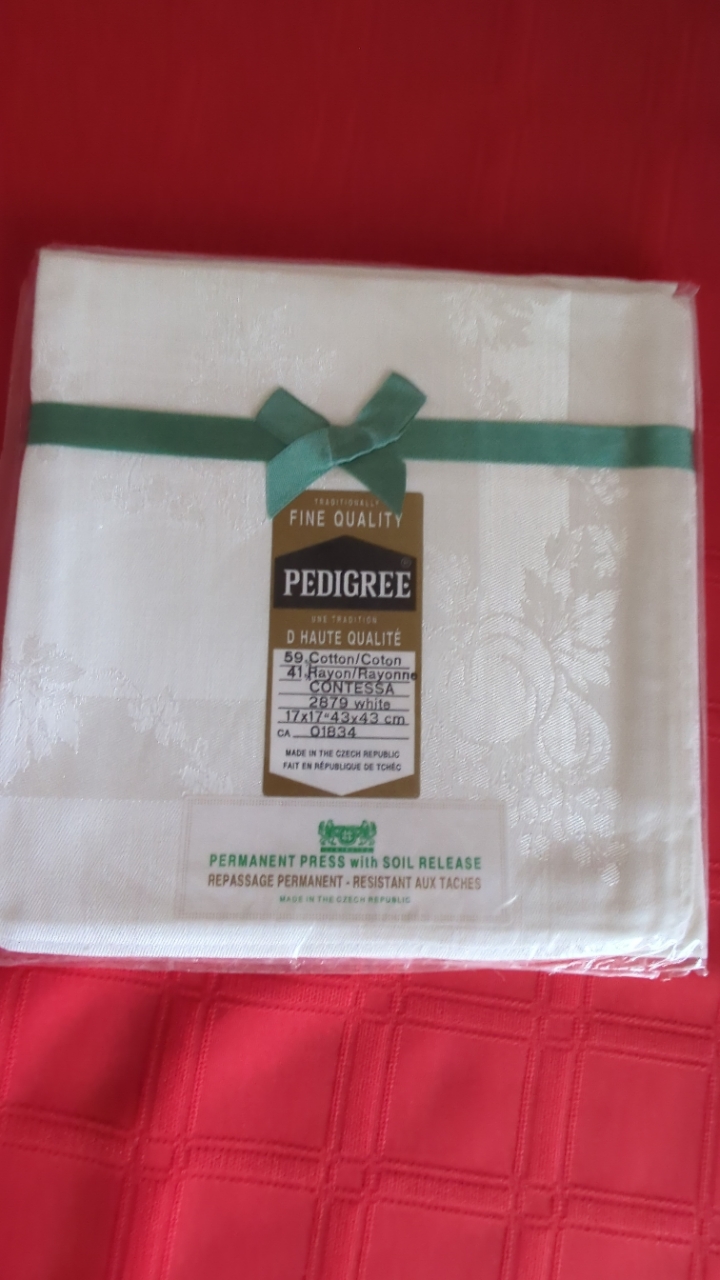 TRADITIONALLY
FINE QUALITY
PEDIGREE®
UNE TRADITION
D HAUTE QUALITÉ
59% Cotton/Coton
41% Rayon/Rayonne
CONTESSA
2879 white
17x17"43x43 cm
CA 01834
MADE IN THE CZECH REPUBLIC
FAIT EN RÉPUBLIQUE DE TCHÈC
PERMANENT PRESS with SOIL RELEASE
REPASSAGE PERMANENT - RESISTANT AUX TACHES
MADE IN THE CZECH REPUBLIC